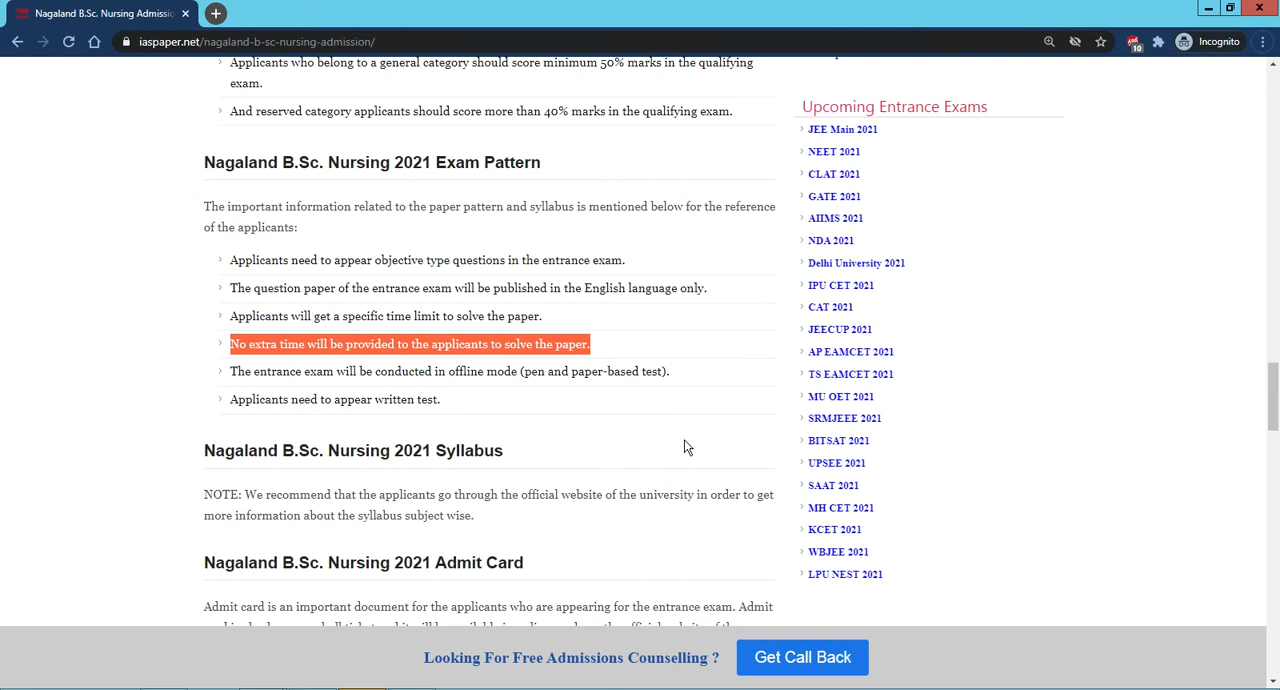 Nagaland B.Sc. Nursing Admissio
iaspaper.net/nagaland-b-sc-nursing-admission/
10
Incognito
Applicants who belong to a general category should score minimum 50% marks in the qualifying
exam.
And reserved category applicants should score more than 40% marks in the qualifying exam.
Nagaland B.Sc. Nursing 2021 Exam Pattern
The important information related to the paper pattern and syllabus is mentioned below for the reference
of the applicants:
Applicants need to appear objective type questions in the entrance exam.
The question paper of the entrance exam will be published in the English language only.
Applicants will get a specific time limit to solve the paper.
No extra time will be provided to the applicants to solve the paper.
The entrance exam will be conducted in offline mode (pen and paper-based test).
Applicants need to appear written test.
Nagaland B.Sc. Nursing 2021 Syllabus
NOTE: We recommend that the applicants go through the official website of the university in order to get
more information about the syllabus subject wise.
Nagaland B.Sc. Nursing 2021 Admit Card
Admit card is an important document for the applicants who are appearing for the entrance exam. Admit
Upcoming Entrance Exams
JEE Main 2021
NEET 2021
CLAT 2021
GATE 2021
AIIMS 2021
NDA 2021
Delhi University 2021
IPU CET 2021
CAT 2021
JEECUP 2021
AP EAMCET 2021
TS EAMCET 2021
MU OET 2021
SRMJEEE 2021
BITSAT 2021
UPSEE 2021
SAAT 2021
MH CET 2021
KCET 2021
WBJEE 2021
LPU NEST 2021
Looking For Free Admissions Counselling ?
Get Call Back